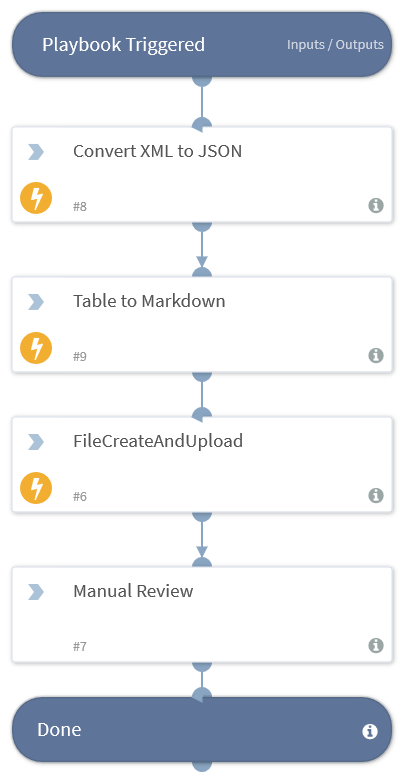 Playbook Triggered
Inputs / Outputs
Convert XML to JSON
#8
Table to Markdown
#9
FileCreateAndUpload
#6
Manual Review
#7
Done